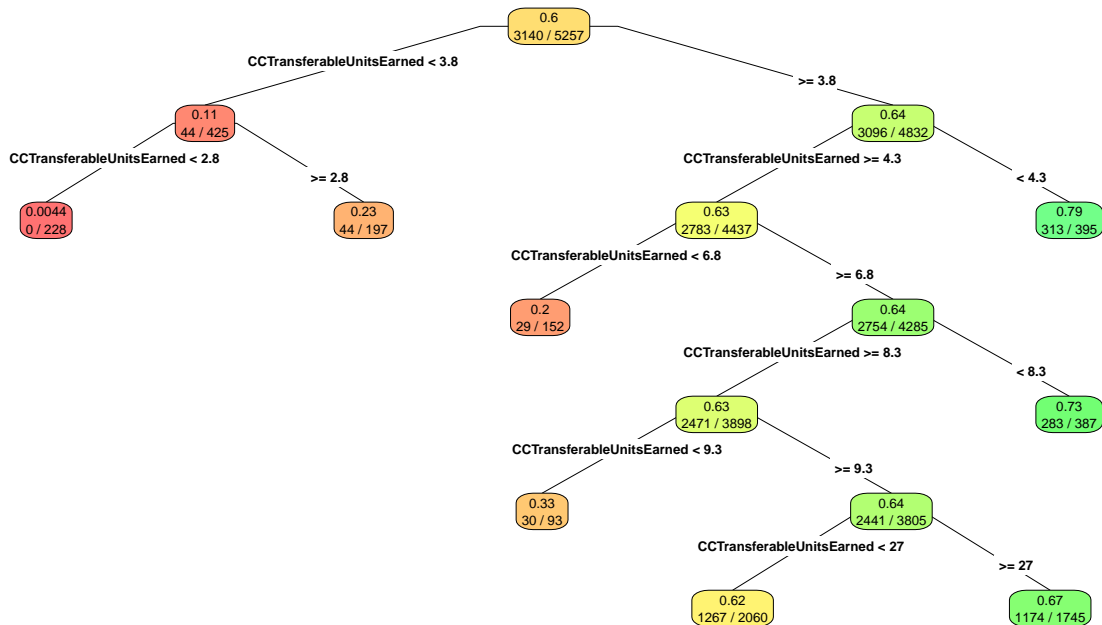 0.6
3140 / 5257
CCTransferableUnitsEarned < 3.8
>= 3.8
0.11
44 / 425
0.64
3096 / 4832
CCTransferableUnitsEarned < 2.8
>= 2.8
CCTransferableUnitsEarned >= 4.3
< 4.3
0.0044
0 / 228
0.23
44 / 197
0.63
2783 / 4437
0.79
313 / 395
CCTransferableUnitsEarned < 6.8
>= 6.8
0.2
29 / 152
0.64
2754 / 4285
CCTransferableUnitsEarned >= 8.3
< 8.3
0.63
2471 / 3898
0.73
283 / 387
CCTransferableUnitsEarned < 9.3
>= 9.3
0.33
30 / 93
0.64
2441 / 3805
CCTransferableUnitsEarned < 27
>= 27
0.62
1267 / 2060
0.67
1174 / 1745